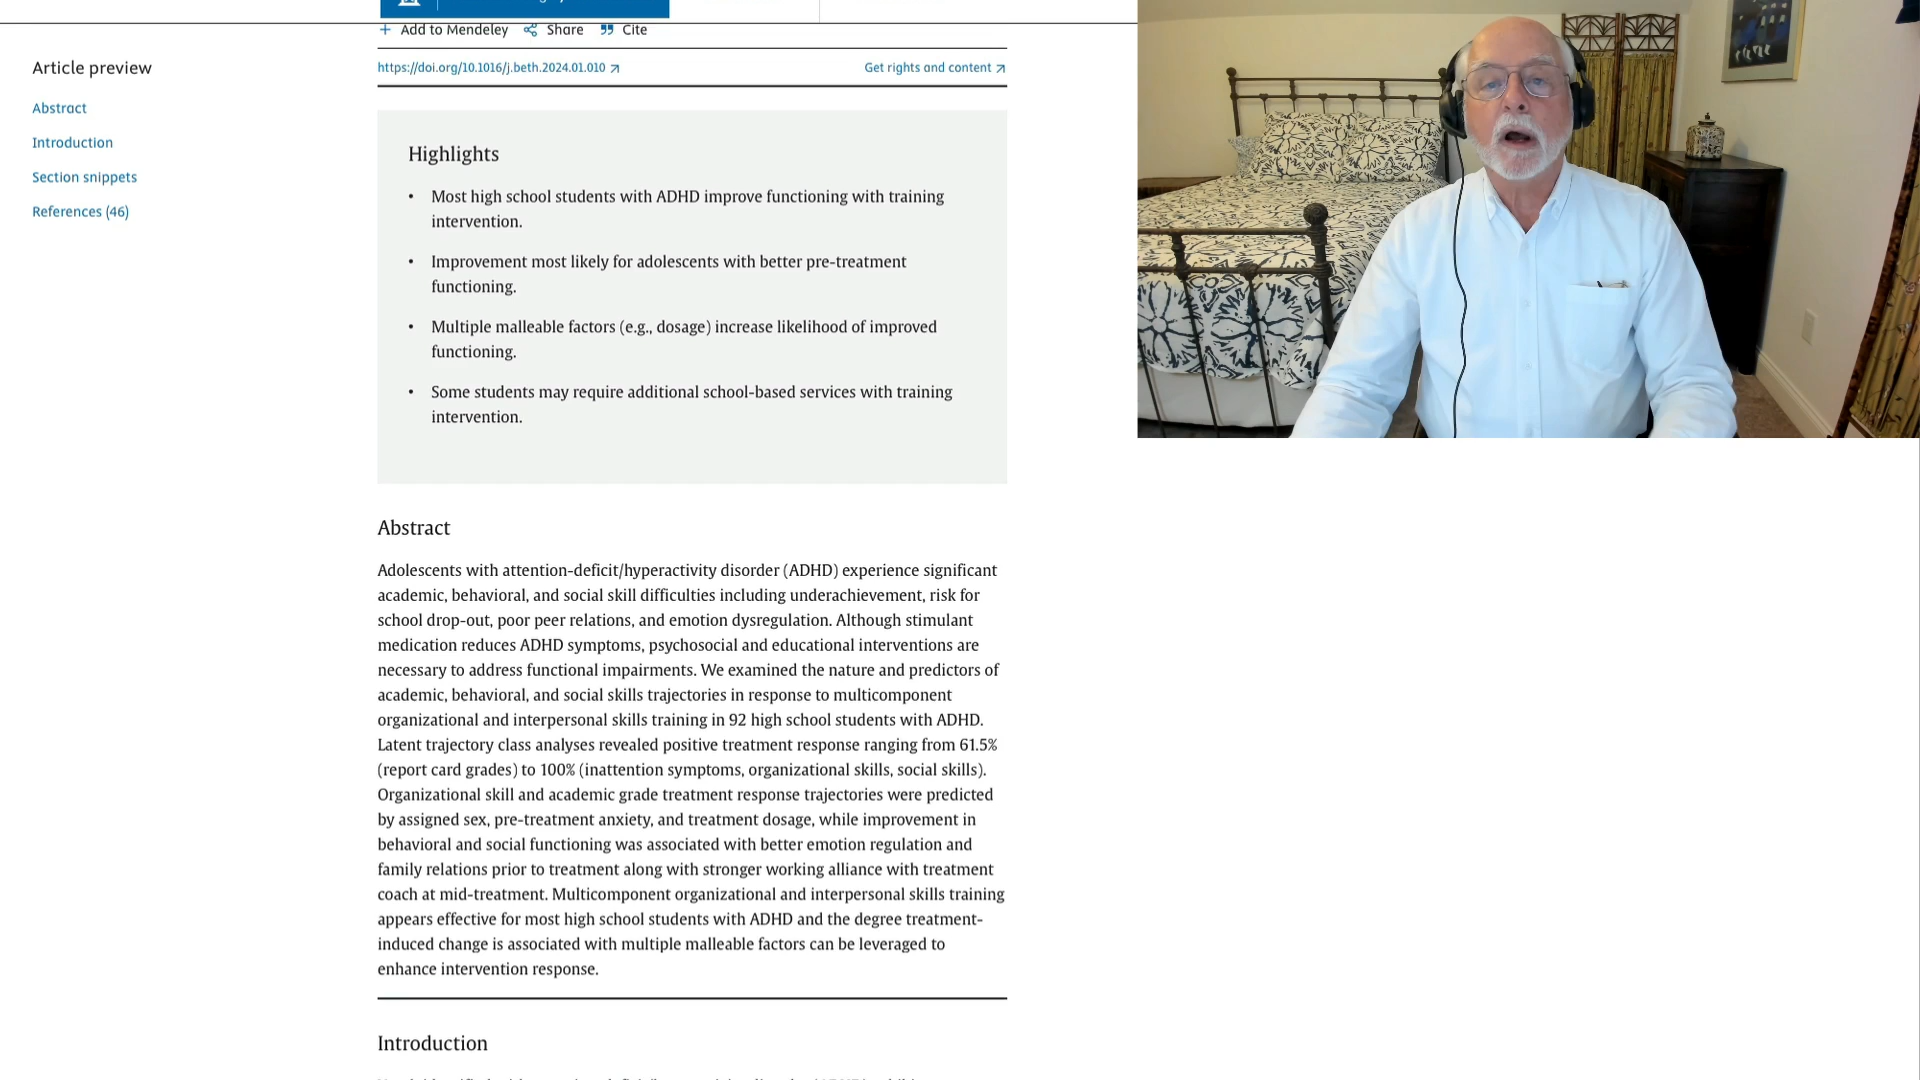 Add to Mendeley Share Cite
https://doi.org/10.1016/j.beth.2024.01.010 Get rights and content
Article preview
Abstract
Introduction
Section snippets
References (46)
Highlights
• Most high school students with ADHD improve functioning with training
intervention.
• Improvement most likely for adolescents with better pre-treatment
functioning.
• Multiple malleable factors (e.g., dosage) increase likelihood of improved
functioning.
• Some students may require additional school-based services with training
intervention.
Abstract
Adolescents with attention-deficit/hyperactivity disorder (ADHD) experience significant
academic, behavioral, and social skill difficulties including underachievement, risk for
school drop-out, poor peer relations, and emotion dysregulation. Although stimulant
medication reduces ADHD symptoms, psychosocial and educational interventions are
necessary to address functional impairments. We examined the nature and predictors of
academic, behavioral, and social skills trajectories in response to multicomponent
organizational and interpersonal skills training in 92 high school students with ADHD.
Latent trajectory class analyses revealed positive treatment response ranging from 61.5%
(report card grades) to 100% (inattention symptoms, organizational skills, social skills).
Organizational skill and academic grade treatment response trajectories were predicted
by assigned sex, pre-treatment anxiety, and treatment dosage, while improvement in
behavioral and social functioning was associated with better emotion regulation and
family relations prior to treatment along with stronger working alliance with treatment
coach at mid-treatment. Multicomponent organizational and interpersonal skills training
appears effective for most high school students with ADHD and the degree treatment-
induced change is associated with multiple malleable factors can be leveraged to
enhance intervention response.
Introduction